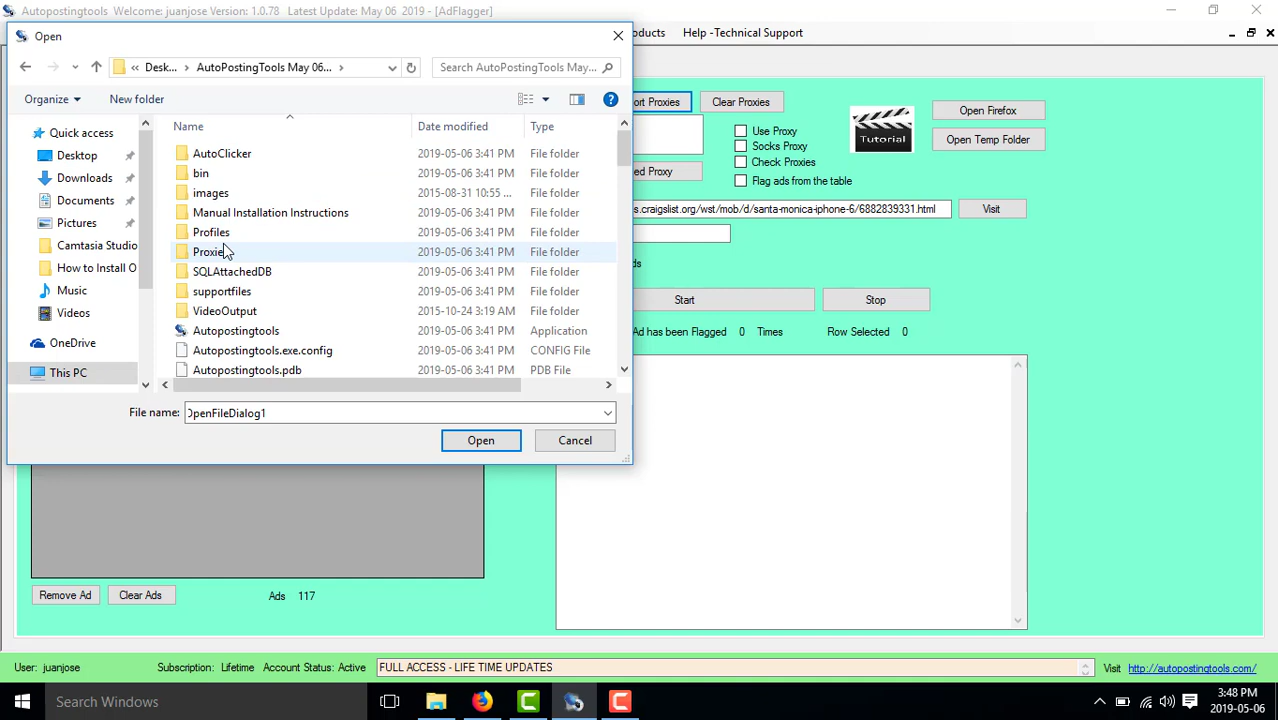 Autopostingtools Welcome: juanjose Version: 1.0.78 Latest Update: May 06 2019 - [AdFlagger]
Open
oducts Help -Technical Support
« Desk... › AutoPostingTools May 06... ›
Search AutoPostingTools May...
Organize New folder
ort Proxies Clear Proxies
Name Date modified Type
Quick access
Desktop
Downloads
Documents
Pictures
Camtasia Studio
How to Install O
Music
Videos
OneDrive
This PC
AutoClicker 2019-05-06 3:41 PM File folder
bin 2019-05-06 3:41 PM File folder
images 2015-08-31 10:55 ... File folder
Manual Installation Instructions 2019-05-06 3:41 PM File folder
Profiles 2019-05-06 3:41 PM File folder
Proxie 2019-05-06 3:41 PM File folder
SQLAttachedDB 2019-05-06 3:41 PM File folder
supportfiles 2019-05-06 3:41 PM File folder
VideoOutput 2015-10-24 3:19 AM File folder
Autopostingtools 2019-05-06 3:41 PM Application
Autopostingtools.exe.config 2019-05-06 3:41 PM CONFIG File
Autopostingtools.pdb 2019-05-06 3:41 PM PDB File
File name: OpenFileDialog1
Open Cancel
Use Proxy
Socks Proxy
Check Proxies
Flag ads from the table
Tutorial
Open Firefox
Open Temp Folder
ed Proxy
s.craigslist.org/wst/mob/d/santa-monica-iphone-6/6882839331.html Visit
ds
Start Stop
Ad has been Flagged 0 Times Row Selected 0
Remove Ad Clear Ads Ads 117
User: juanjose Subscription: Lifetime Account Status: Active FULL ACCESS - LIFE TIME UPDATES Visit http://autopostingtools.com/
Search Windows
3:48 PM
2019-05-06